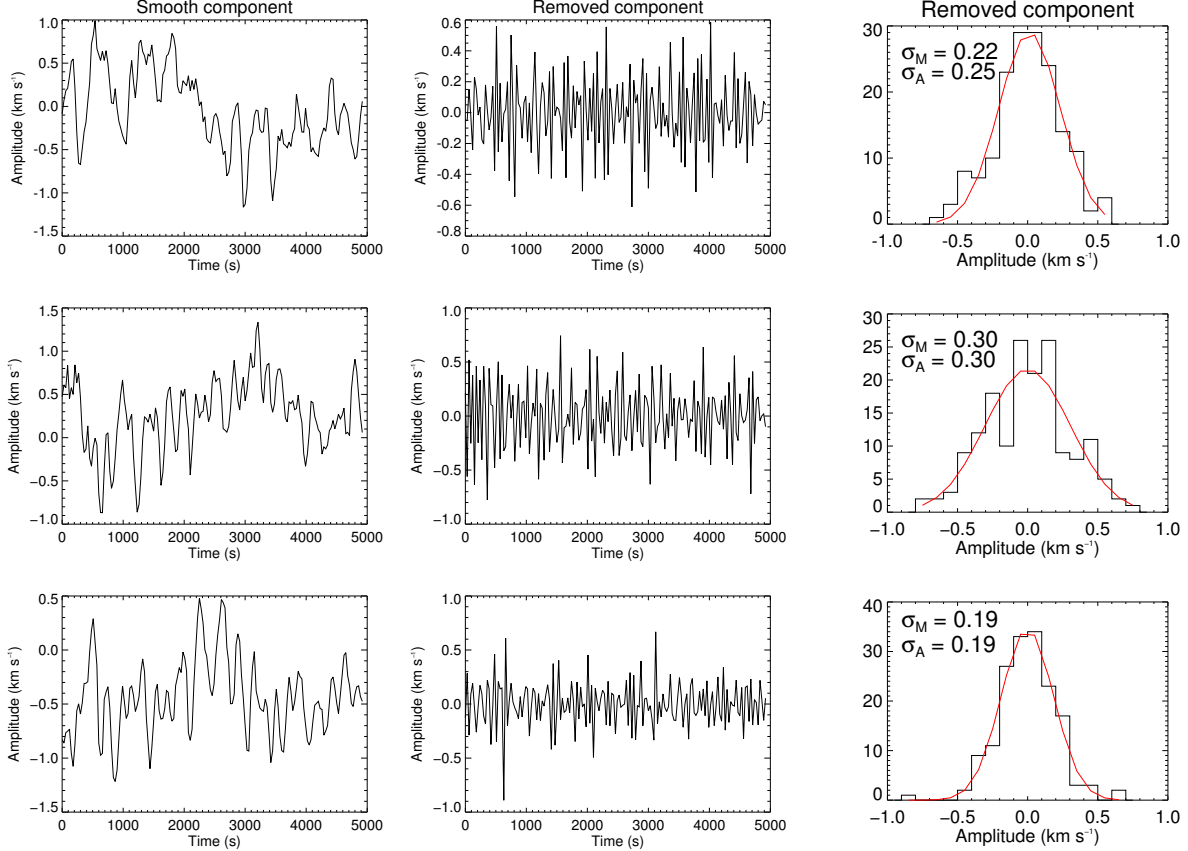 Smooth component
Removed component
Removed component
1.0
0.5
0.0
-0.5
-1.0
-1.5
Amplitude (km s⁻¹)
0 1000 2000 3000 4000 5000
Time (s)
0.6
0.4
0.2
0.0
0.2
0.4
0.6
0.8
Amplitude (km s⁻¹)
0 1000 2000 3000 4000 5000
Time (s)
σM = 0.22
σA = 0.25
30
20
10
0
-1.0 -0.5 0.0 0.5 1.0
Amplitude (km s⁻¹)
1.5
1.0
0.5
0.0
−0.5
−1.0
Amplitude (km s⁻¹)
0 1000 2000 3000 4000 5000
Time (s)
1.0
0.5
0.0
−0.5
−1.0
Amplitude (km s⁻¹)
0 1000 2000 3000 4000 5000
Time (s)
σM = 0.30
σA = 0.30
30
25
20
15
10
5
0
−1.0 −0.5 0.0 0.5 1.0
Amplitude (km s⁻¹)
0.5
0.0
−0.5
−1.0
−1.5
Amplitude (km s⁻¹)
0 1000 2000 3000 4000 5000
Time (s)
1.0
0.5
0.0
−0.5
−1.0
Amplitude (km s⁻¹)
0 1000 2000 3000 4000 5000
Time (s)
σM = 0.19
σA = 0.19
40
30
20
10
0
−1.0 −0.5 0.0 0.5 1.0
Amplitude (km s⁻¹)